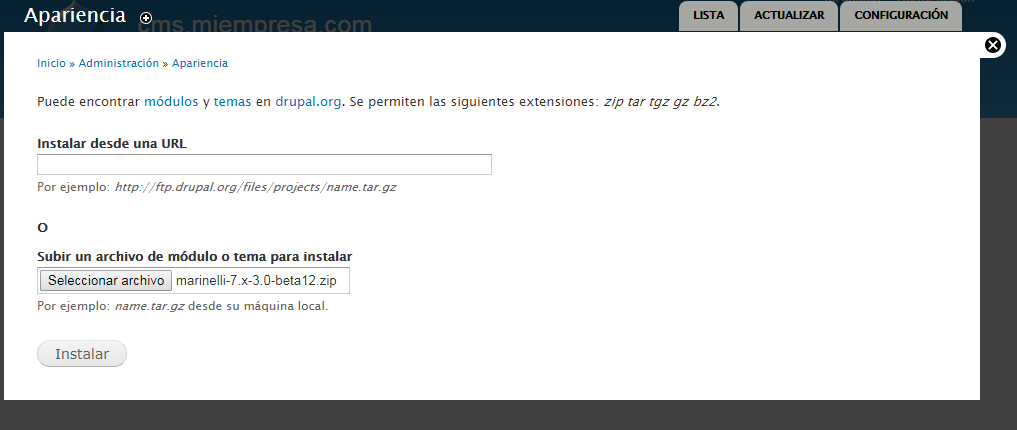 Apariencia
cms.miempresa.com
LISTA
ACTUALIZAR
CONFIGURACIÓN
Inicio » Administración » Apariencia
Puede encontrar módulos y temas en drupal.org. Se permiten las siguientes extensiones: zip tar tgz gz bz2.
Instalar desde una URL
Por ejemplo: http://ftp.drupal.org/files/projects/name.tar.gz
O
Subir un archivo de módulo o tema para instalar
Seleccionar archivo marinelli-7.x-3.0-beta12.zip
Por ejemplo: name.tar.gz desde su máquina local.
Instalar